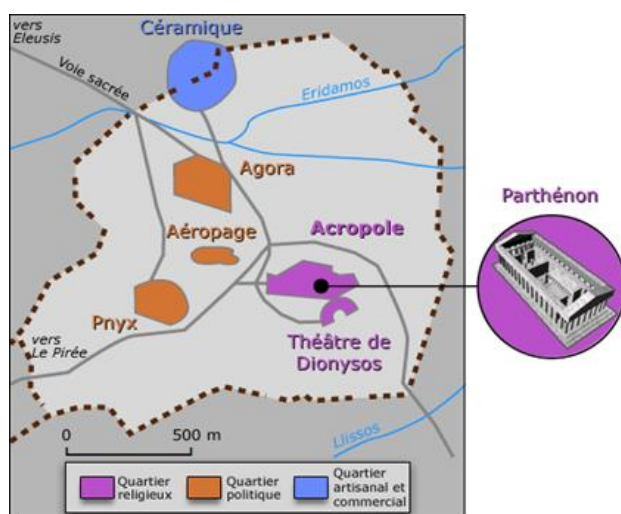 vers
Eleusis
Céramique
Voie sacrée
Eridamos
Agora
Parthénon
Aéropage
Acropole
Pnyx
vers
Le Pirée
Théâtre de
Dionysos
0 500 m
Llissos
Quartier
religieux
Quartier
politique
Quartier
artisanal et
commercial